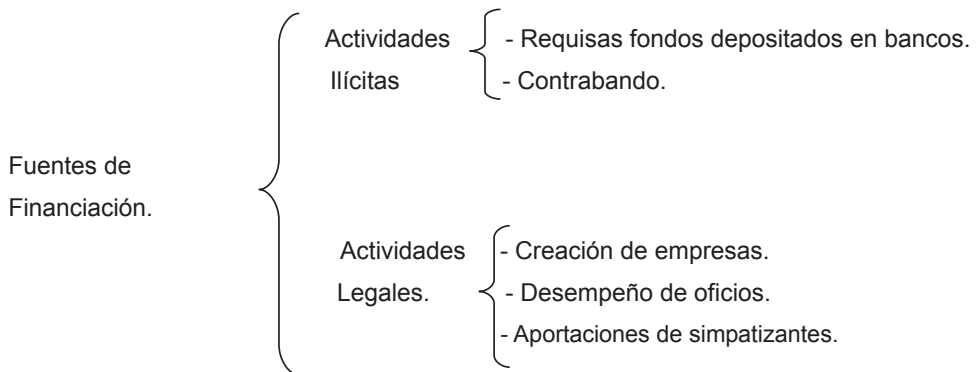 Fuentes de
Financiación.
Actividades
Ilícitas
- Requisas fondos depositados en bancos.
- Contrabando.
Actividades
Legales.
- Creación de empresas.
- Desempeño de oficios.
- Aportaciones de simpatizantes.